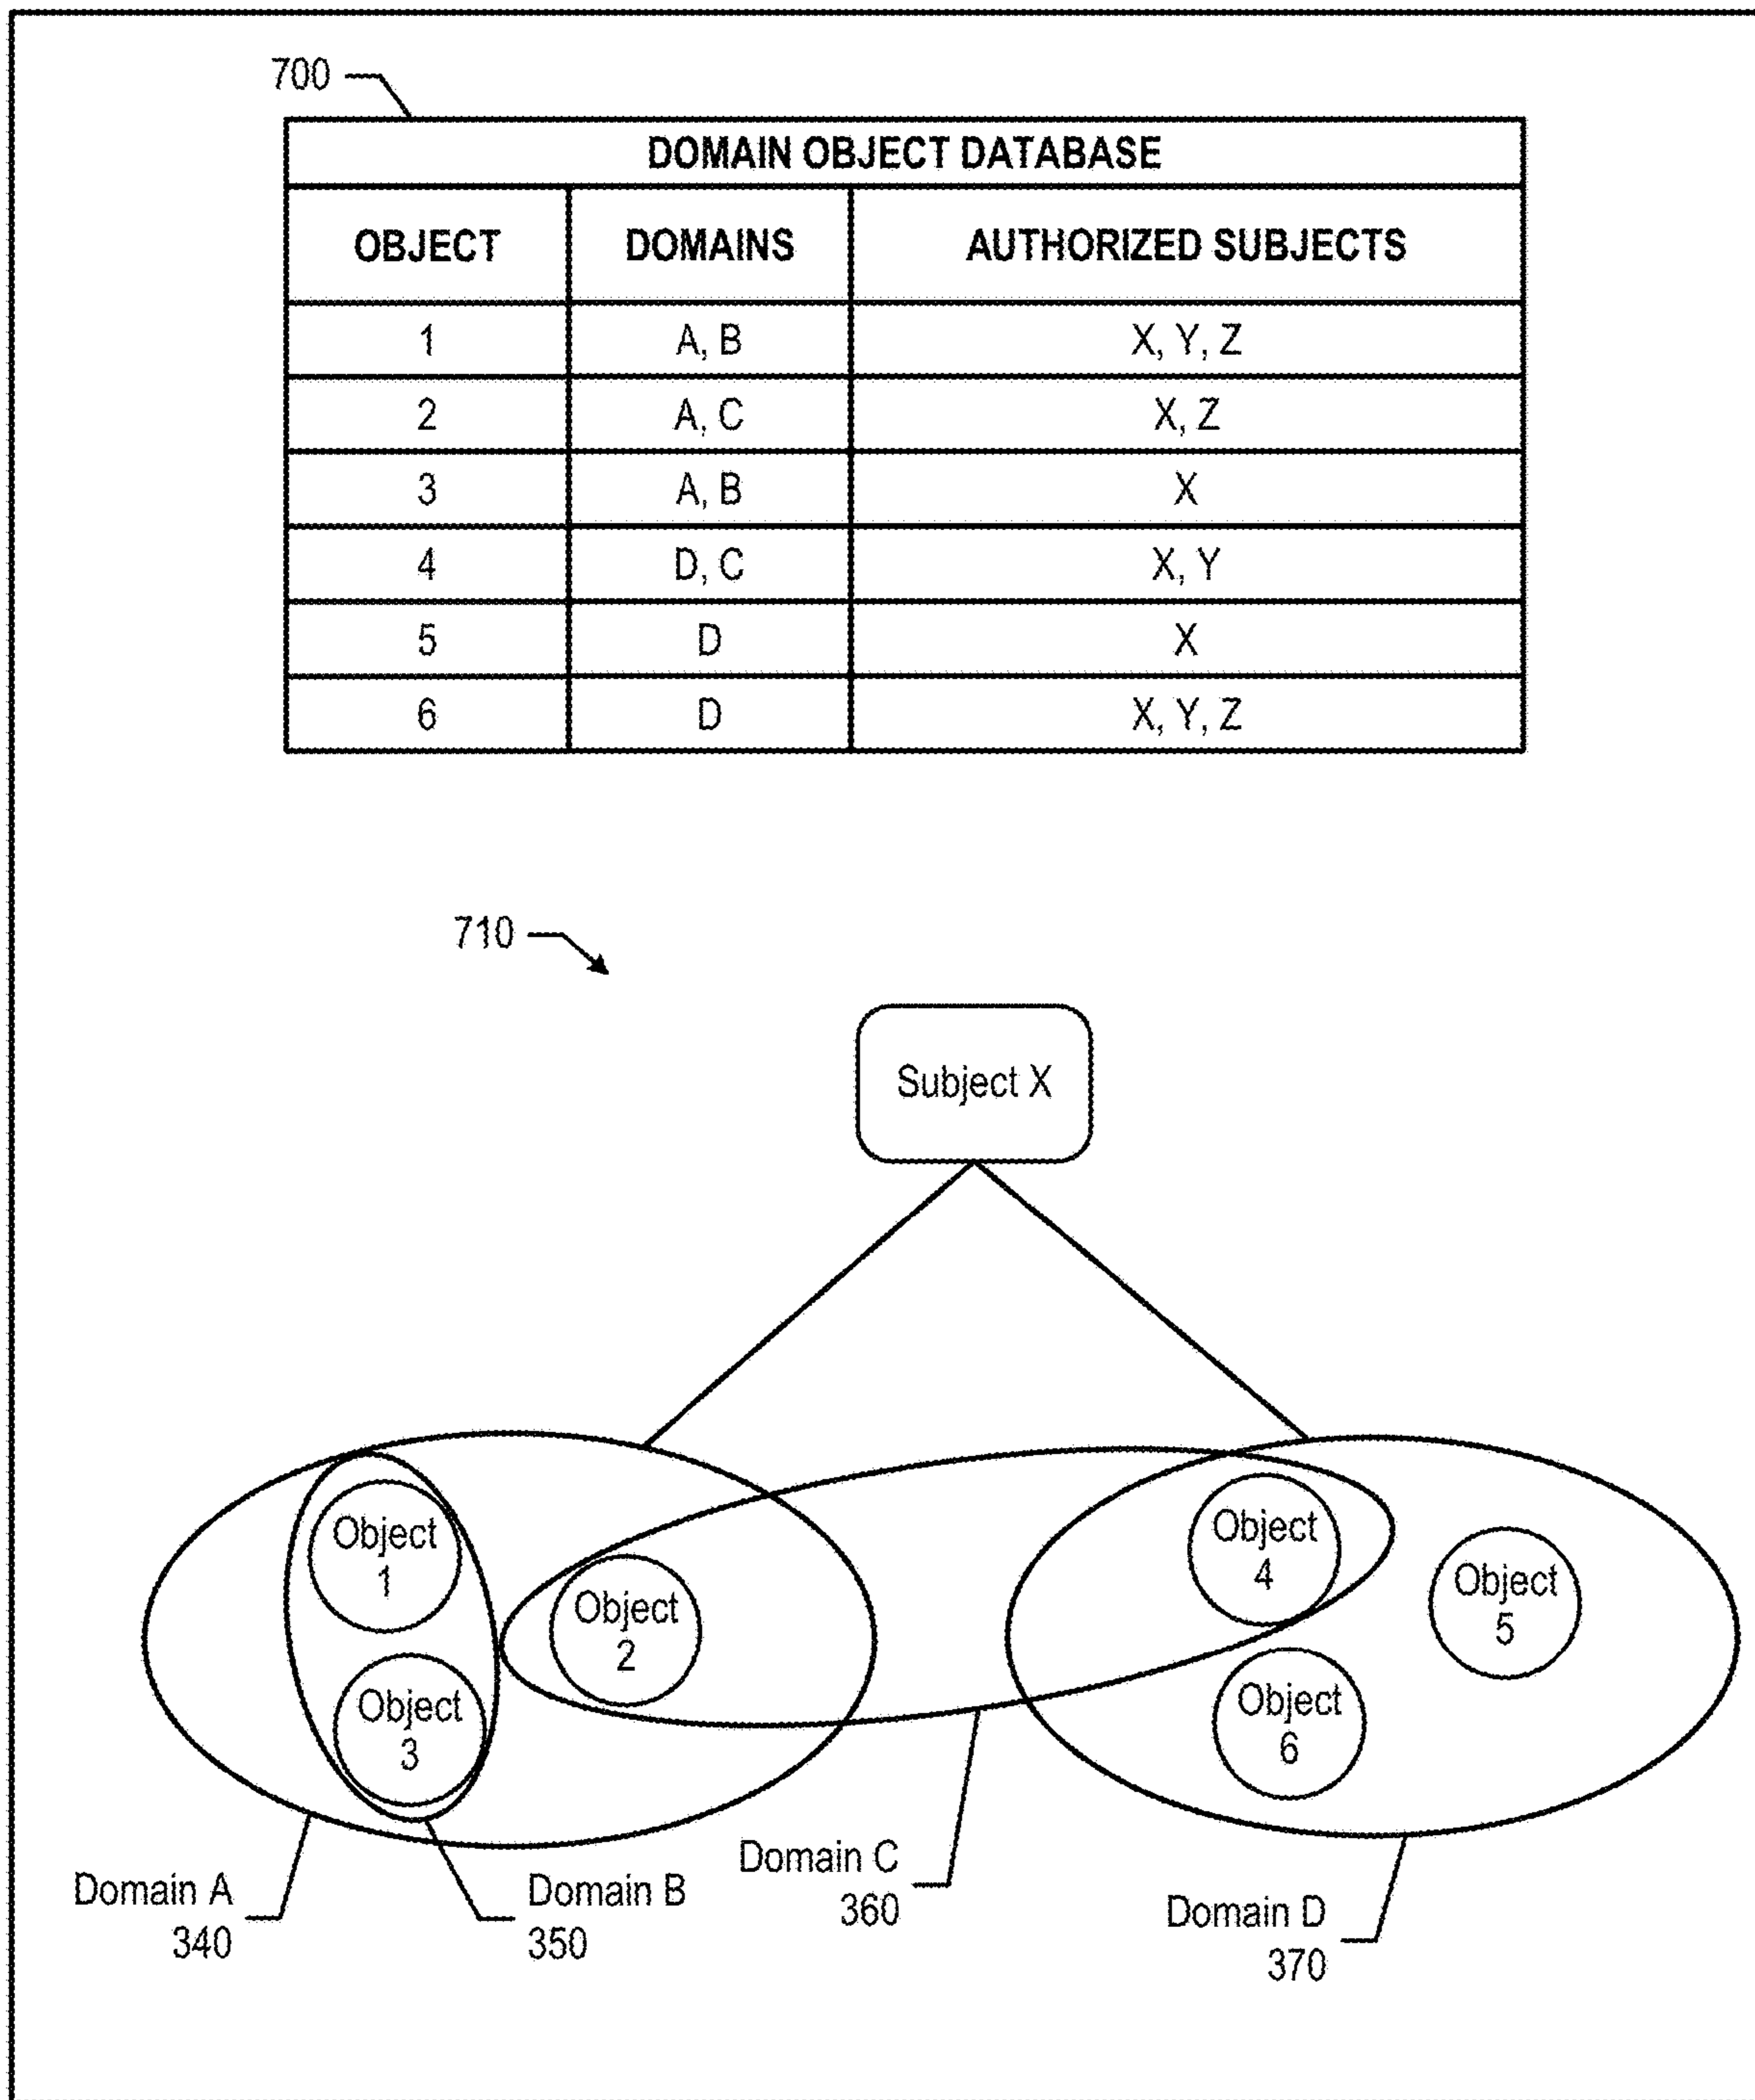 700
DOMAIN OBJECT DATABASE
OBJECT DOMAINS AUTHORIZED SUBJECTS
1 A, B X, Y, Z
2 A, C X, Z
3 A, B X
4 D, C X, Y
5 D X
6 D X, Y, Z
710
Subject X
Object
1
Object
2
Object
3
Object
4
Object
5
Object
6
Domain A
340
Domain B
350
Domain C
360
Domain D
370